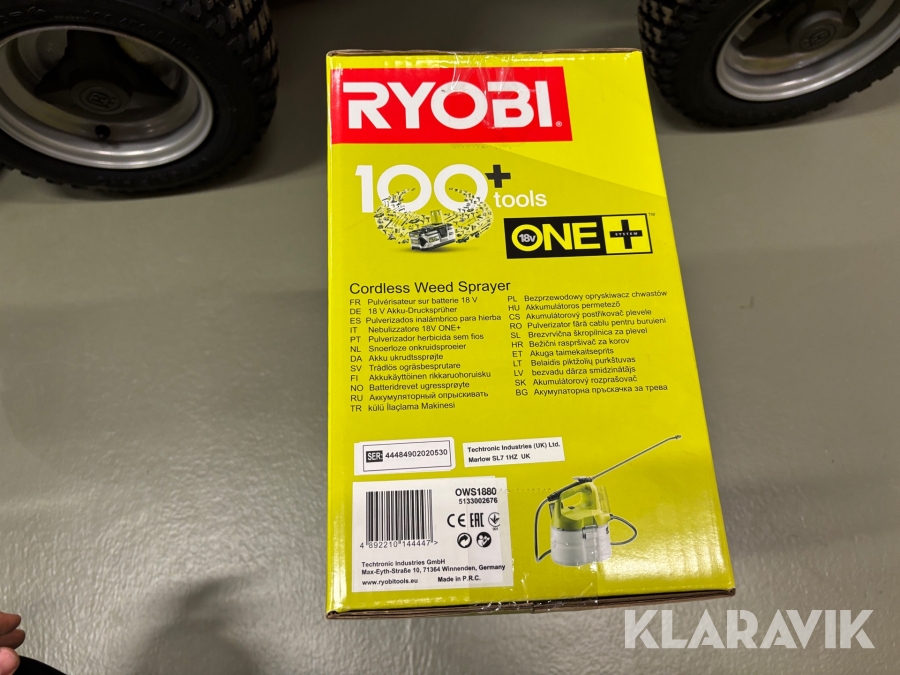 RYOBI®
100+
tools
18V ONE+ ™
SYSTEM
Cordless Weed Sprayer
FR Pulvérisateur sur batterie 18 V
DE 18 V Akku-Drucksprüher
ES Pulverizados inalámbrico para hierba
IT Nebulizzatore 18V ONE+
PT Pulverizador herbicida sem fios
NL Snoerloze onkruidsproeier
DA Akku ukrudtssprøjte
SV Trådlös ogräsbesprutare
FI Akkukäyttöinen rikkaruohoruisku
NO Batteridrevet ugressprøyte
RU Аккумуляторный опрыскивать
TR külü İlaçlama Makinesi
PL Bezprzewodowy opryskiwacz chwastów
HU Akkumulátoros permetező
CS Akumulátorový postřikovač plevele
RO Pulverizator fără cablu pentru buruieni
SL Brezvrvična škropilnica za plevel
HR Bežični raspršivač za korov
ET Akuga taimekaitseprits
LT Belaidis piktžolių purkštuvas
LV bezvadu dārza smidzinātājs
SK Akumulátorový rozprašovač
BG Акумулаторна пръскачка за трева
SER: 44484902020530
Techtronic Industries (UK) Ltd.
Marlow SL7 1HZ UK
OWS1880
5133002676
CE EAC
4 892210 144447 >
Techtronic Industries GmbH
Max-Eyth-Straße 10, 71364 Winnenden, Germany
www.ryobitools.eu Made in P.R.C.
KLARAVIK